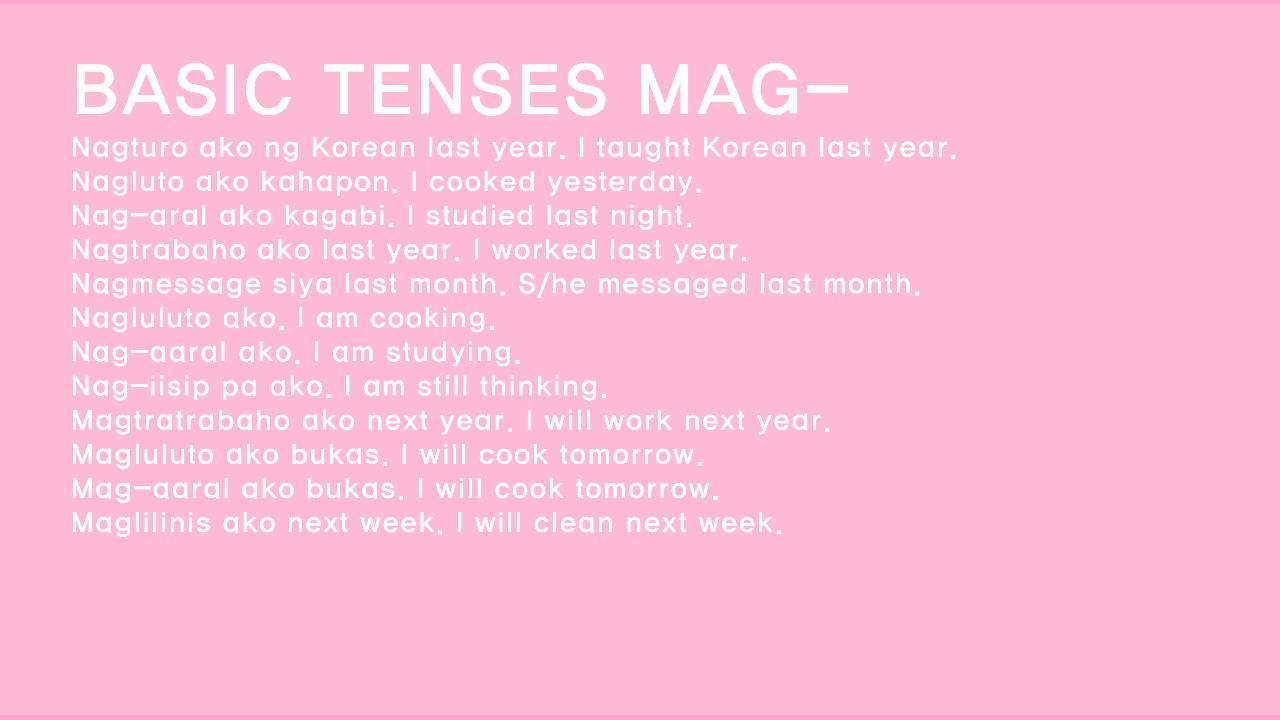 BASIC TENSES MAG-
Nagturo ako ng Korean last year. I taught Korean last year.
Nagluto ako kahapon. I cooked yesterday.
Nag-aral ako kagabi. I studied last night.
Nagtrabaho ako last year. I worked last year.
Nagmessage siya last month. S/he messaged last month.
Nagluluto ako. I am cooking.
Nag-aaral ako. I am studying.
Nag-iisip pa ako. I am still thinking.
Magtratrabaho ako next year. I will work next year.
Magluluto ako bukas. I will cook tomorrow.
Mag-aaral ako bukas. I will cook tomorrow.
Maglilinis ako next week. I will clean next week.